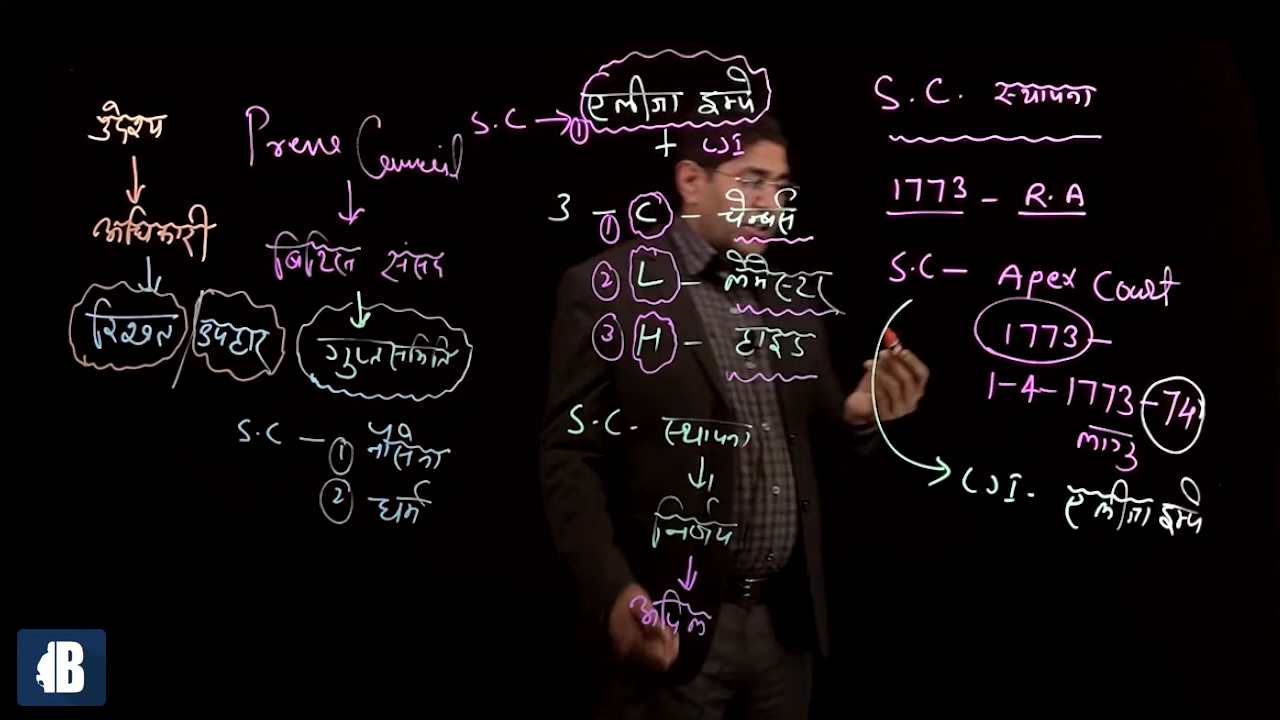 उद्देश्य
अधिकारी
रिश्वत / उपहार
Preve Council
ब्रिटिश संसद
गुप्त समिति
S.C - ① पूर्व नौसेना
② धर्म
S.C → ① एलीजा इम्पे
+ CJI
3 - ① C - चेम्बर्स
② L - लेमेस्टर
③ H - हाइड
S.C. स्थापना
निर्णय
अपिल
S.C. स्थापना
1773 - R.A
S.C - Apex Court
1773 -
1-4-1773 - 74
CJI - एलीजा इम्पे
B